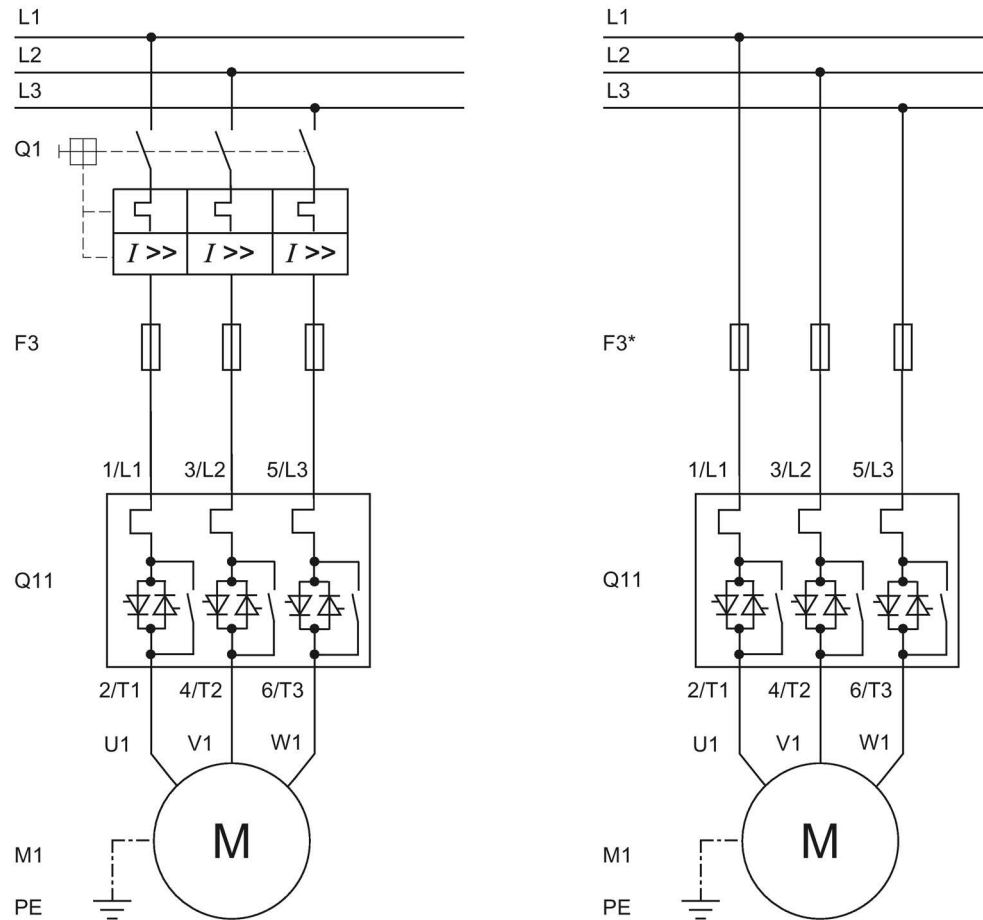 L1
L2
L3
Q1
I >> I >> I >>
F3
1/L1 3/L2 5/L3
Q11
2/T1 4/T2 6/T3
U1 V1 W1
M
M1
PE
L1
L2
L3
F3*
1/L1 3/L2 5/L3
Q11
2/T1 4/T2 6/T3
U1 V1 W1
M
M1
PE